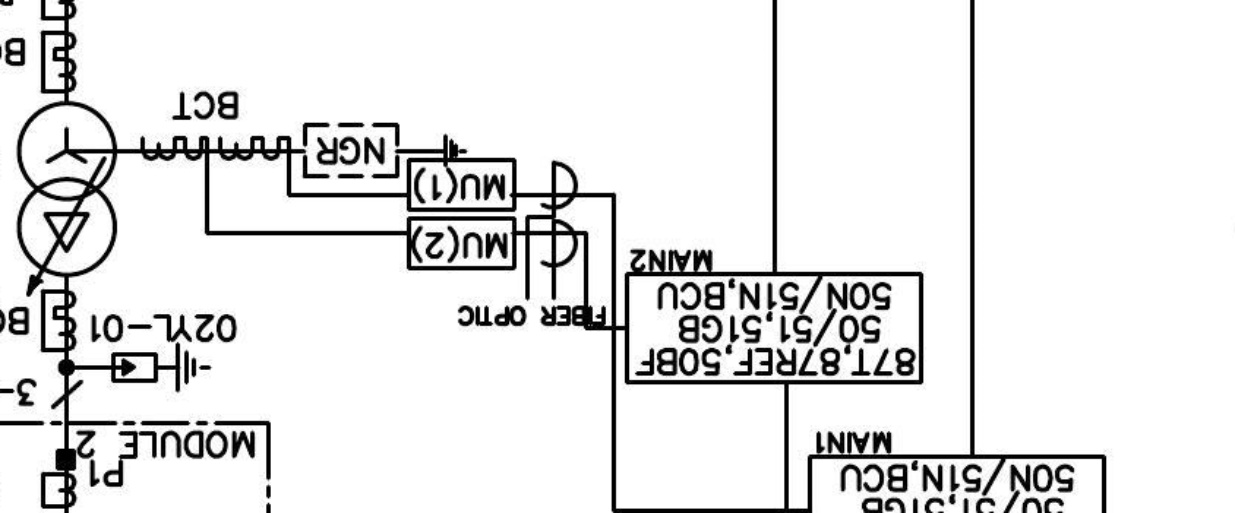 50/51,51GB
50N/51N,BCU
MAIN1
P1
MODULE 2
87T,87REF,50BF
50/51,51GB
50N/51N,BCU
MAIN2
02YL-01
FIBER OPTIC
MU(2)
MU(1)
NGR
BCT